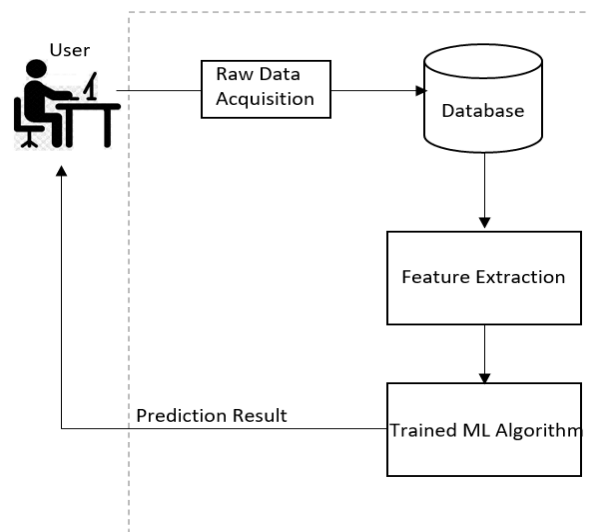 User
Raw Data
Acquisition
Database
Feature Extraction
Trained ML Algorithm
Prediction Result